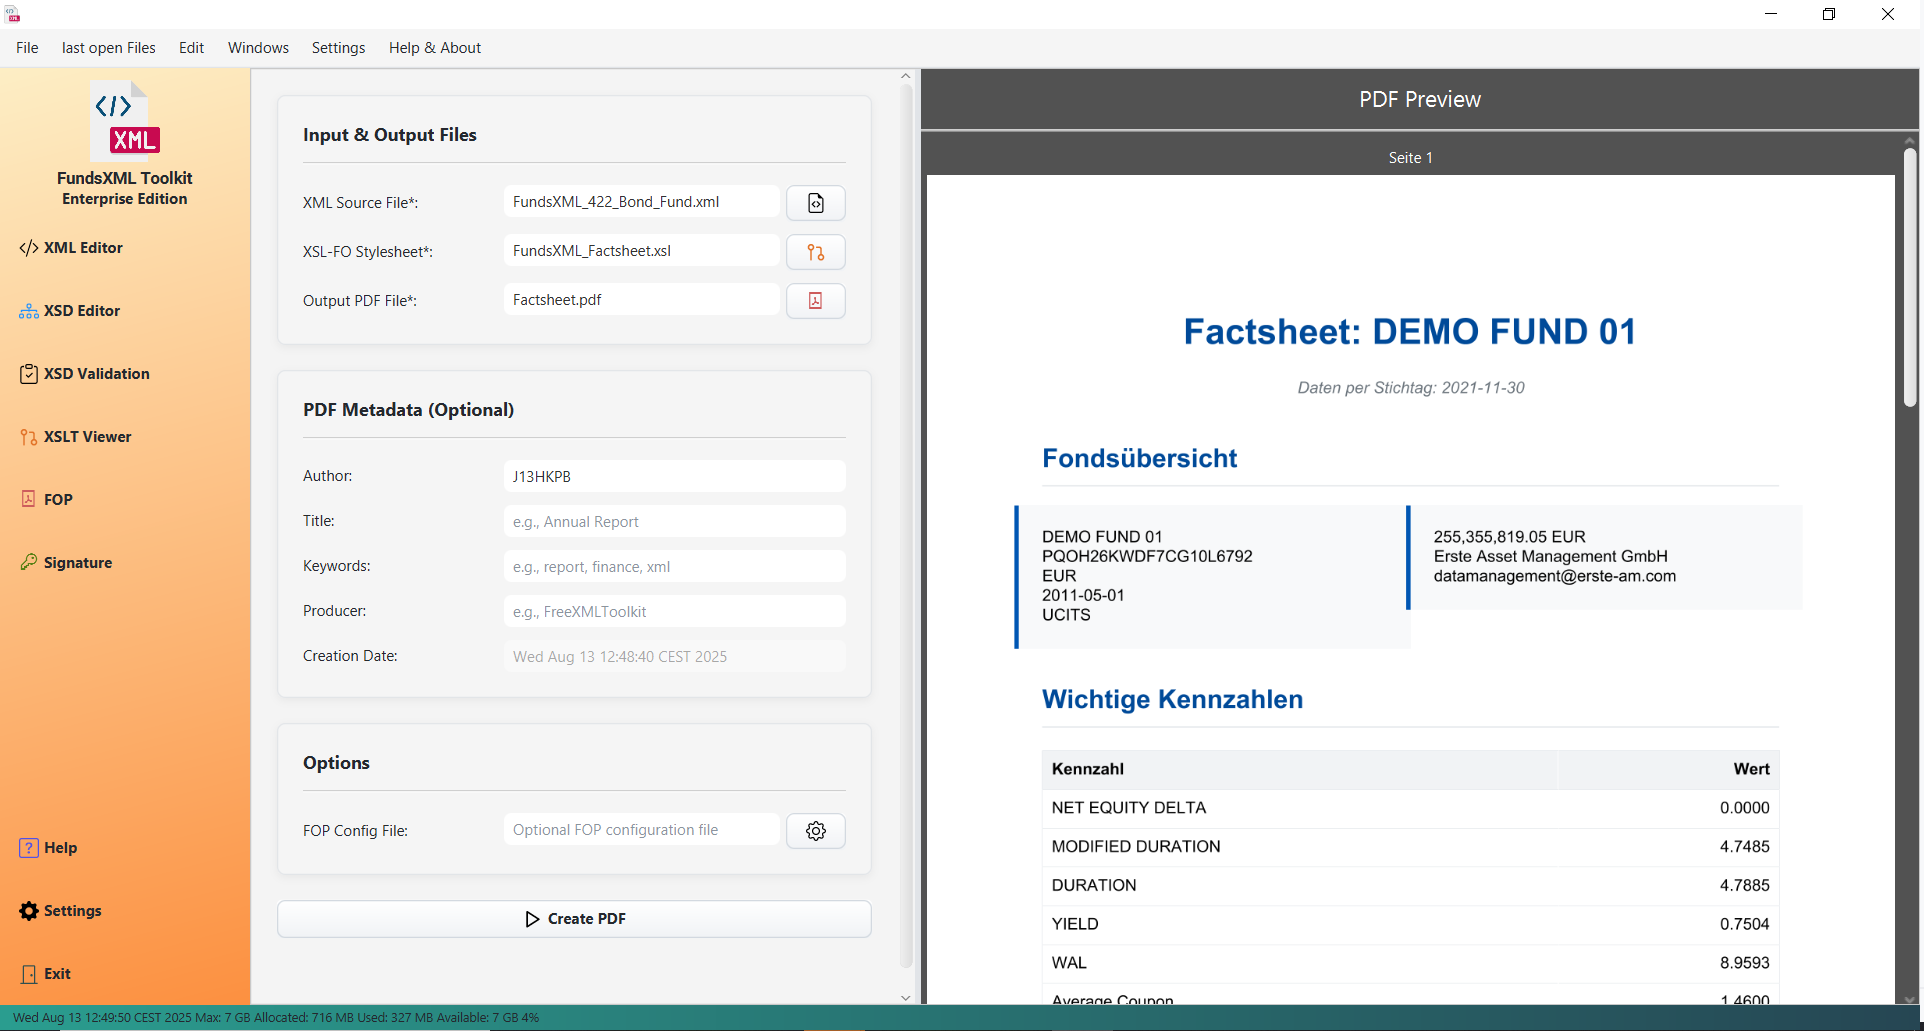 File last open Files Edit Windows Settings Help & About
</> XML
FundsXML Toolkit
Enterprise Edition
XML Editor
XSD Editor
XSD Validation
XSLT Viewer
FOP
Signature
Help
Settings
Exit
Input & Output Files
XML Source File*: FundsXML_422_Bond_Fund.xml
XSL-FO Stylesheet*: FundsXML_Factsheet.xsl
Output PDF File*: Factsheet.pdf
PDF Metadata (Optional)
Author: J13HKPB
Title: e.g., Annual Report
Keywords: e.g., report, finance, xml
Producer: e.g., FreeXMLToolkit
Creation Date: Wed Aug 13 12:48:40 CEST 2025
Options
FOP Config File: Optional FOP configuration file
Create PDF
PDF Preview
Seite 1
Factsheet: DEMO FUND 01
Daten per Stichtag: 2021-11-30
Fondsübersicht
DEMO FUND 01
PQOH26KWDF7CG10L6792
EUR
2011-05-01
UCITS
255,355,819.05 EUR
Erste Asset Management GmbH
datamanagement@erste-am.com
Wichtige Kennzahlen
Kennzahl Wert
NET EQUITY DELTA 0.0000
MODIFIED DURATION 4.7485
DURATION 4.7885
YIELD 0.7504
WAL 8.9593
Average Coupon 1.4600
Wed Aug 13 12:49:50 CEST 2025 Max: 7 GB Allocated: 716 MB Used: 327 MB Available: 7 GB 4%